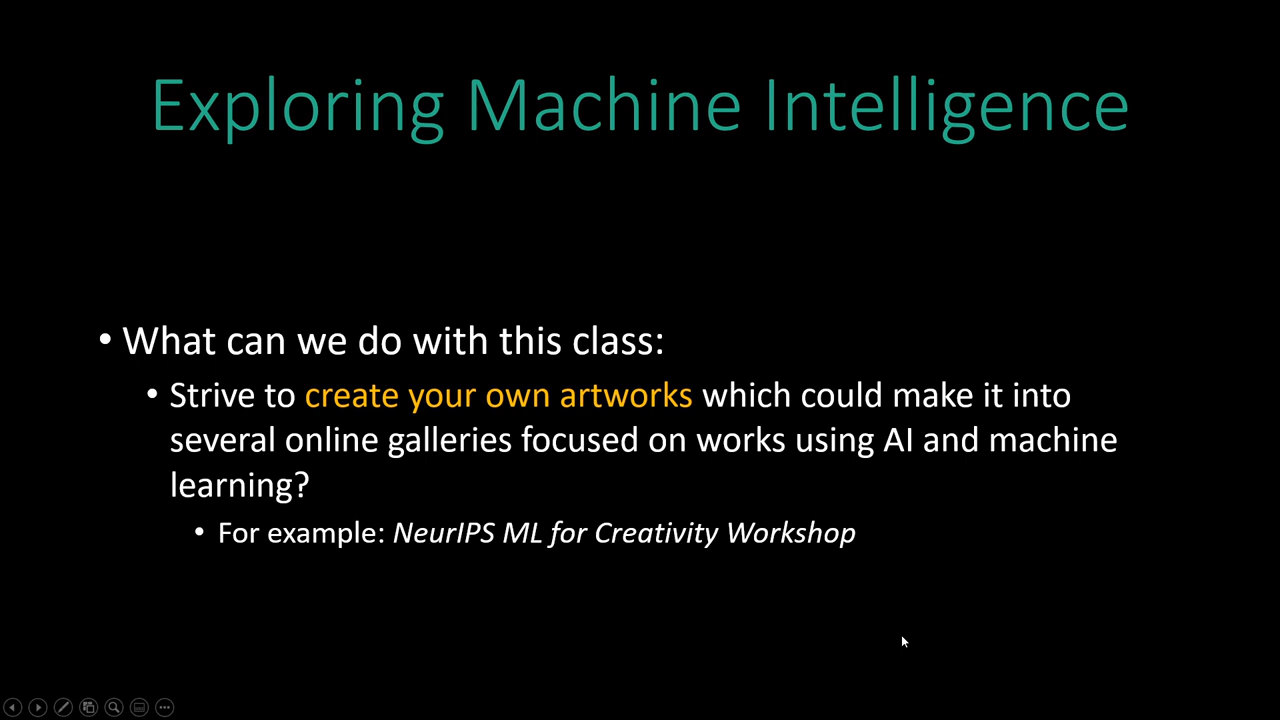 Exploring Machine Intelligence
• What can we do with this class:
• Strive to create your own artworks which could make it into
several online galleries focused on works using AI and machine
learning?
• For example: NeurIPS ML for Creativity Workshop